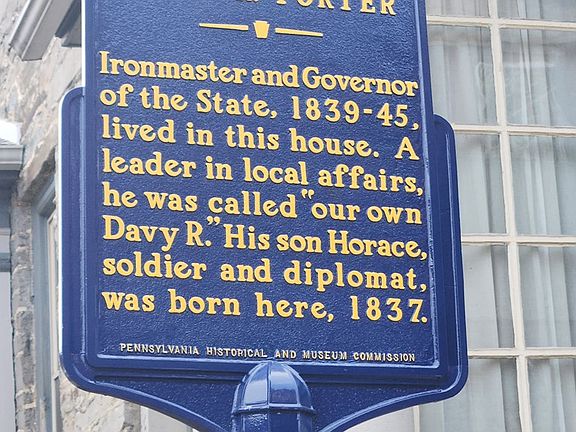 PORTER
Ironmaster and Governor
of the State, 1839-45,
lived in this house. A
leader in local affairs,
he was called "our own
Davy R." His son Horace,
soldier and diplomat,
was born here, 1837.
PENNSYLVANIA HISTORICAL AND MUSEUM COMMISSION